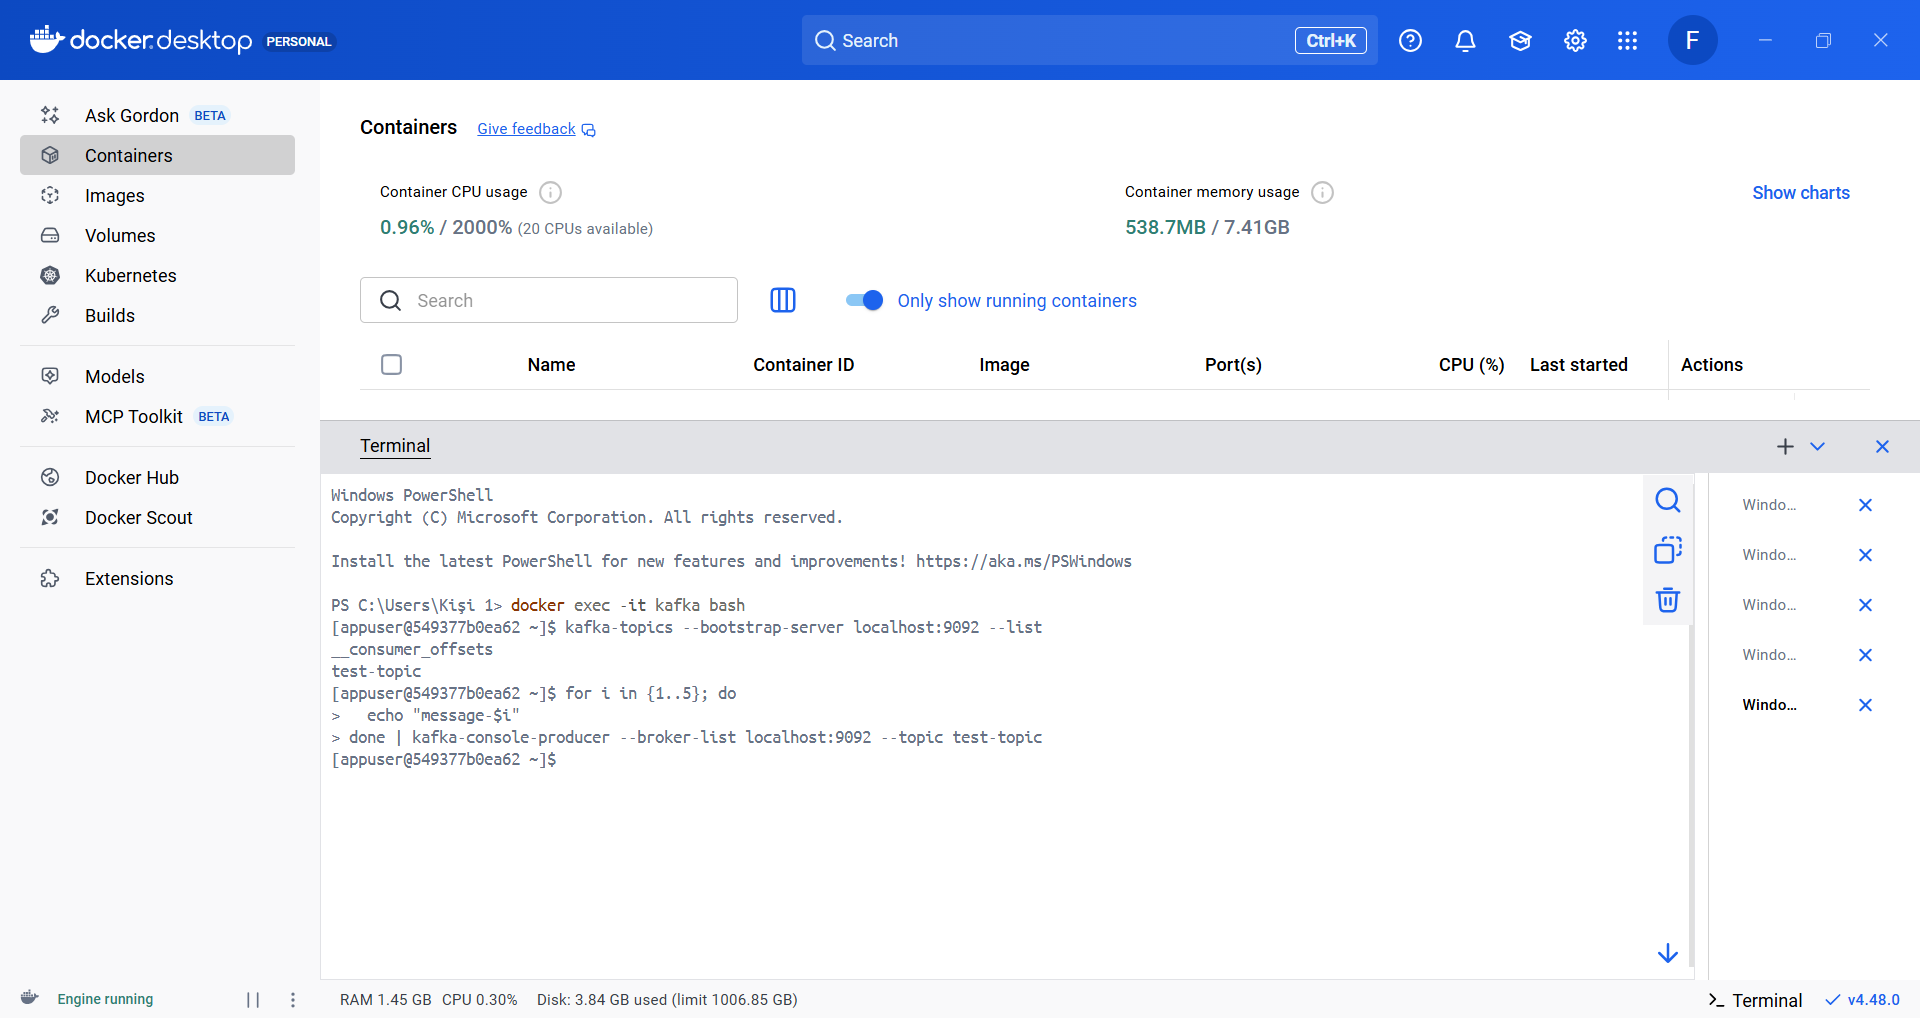 docker.desktop PERSONAL
Search
Ctrl+K
F
Ask Gordon BETA
Containers
Images
Volumes
Kubernetes
Builds
Models
MCP Toolkit BETA
Docker Hub
Docker Scout
Extensions
Containers Give feedback
Container CPU usage
0.96% / 2000% (20 CPUs available)
Container memory usage
538.7MB / 7.41GB
Show charts
Search
Only show running containers
Name Container ID Image Port(s) CPU (%) Last started Actions
Terminal
Windows PowerShell
Copyright (C) Microsoft Corporation. All rights reserved.
Install the latest PowerShell for new features and improvements! https://aka.ms/PSWindows
PS C:\Users\Kişi 1> docker exec -it kafka bash
[appuser@549377b0ea62 ~]$ kafka-topics --bootstrap-server localhost:9092 --list
__consumer_offsets
test-topic
[appuser@549377b0ea62 ~]$ for i in {1..5}; do
>   echo "message-$i"
> done | kafka-console-producer --broker-list localhost:9092 --topic test-topic
[appuser@549377b0ea62 ~]$
Windo...
Windo...
Windo...
Windo...
Windo...
Engine running
RAM 1.45 GB CPU 0.30% Disk: 3.84 GB used (limit 1006.85 GB)
Terminal
v4.48.0